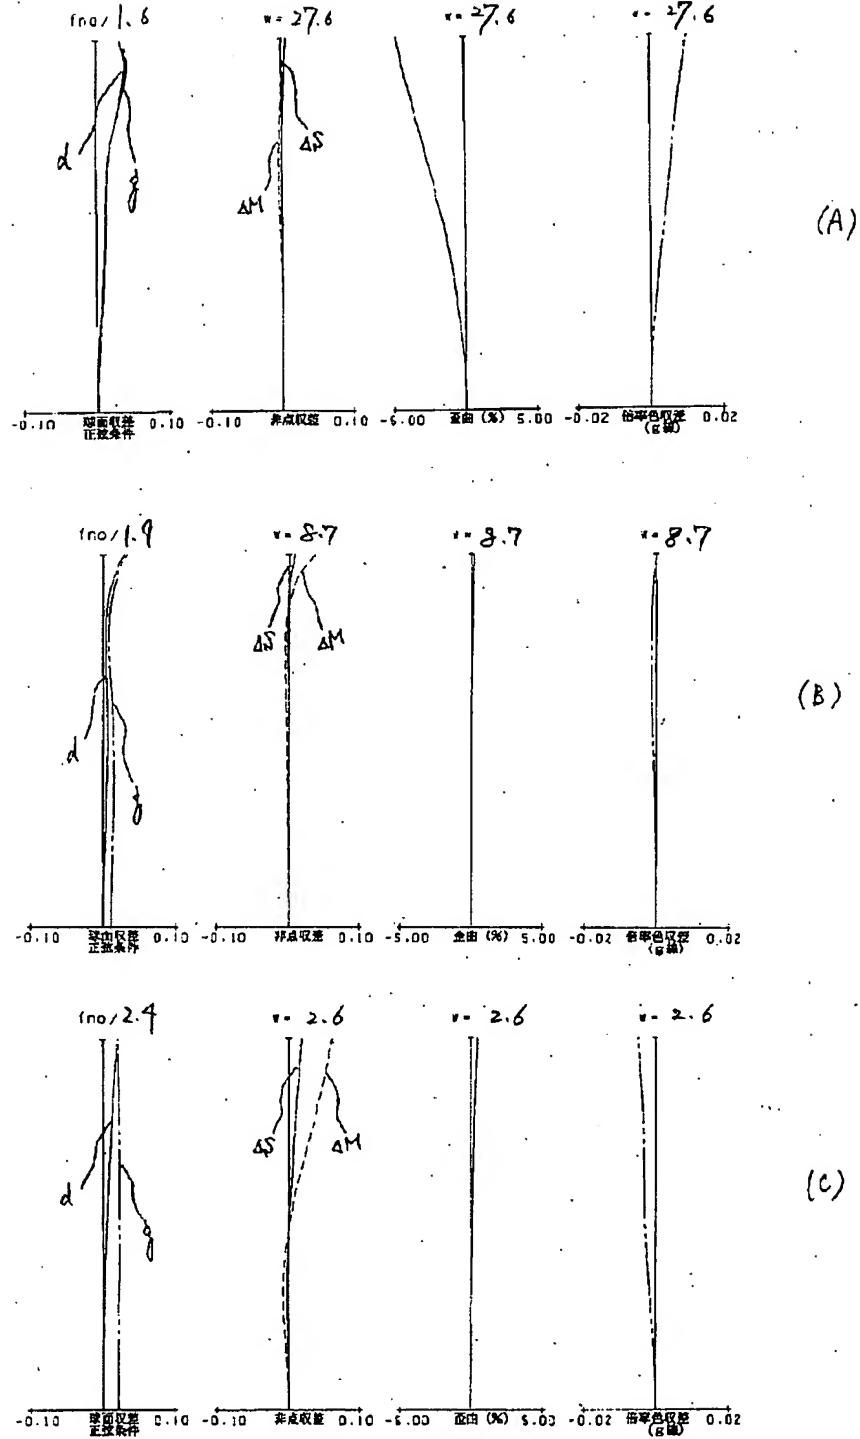 fno/1.6 w=27.6 w=27.6 w=27.6
d g ΔM ΔS
(A)
-0.10 球面収差 0.10 -0.10 非点収差 0.10 -5.00 歪曲 (%) 5.00 -0.02 倍率色収差 0.02
正弦条件 (g線)
fno/1.9 w=8.7 w=8.7 w=8.7
ΔS ΔM
(B)
d g
-0.10 球面収差 0.10 -0.10 非点収差 0.10 -5.00 歪曲 (%) 5.00 -0.02 倍率色収差 0.02
正弦条件 (g線)
fno/2.4 w=2.6 w=2.6 w=2.6
ΔS ΔM
d g
(C)
-0.10 球面収差 0.10 -0.10 非点収差 0.10 -5.00 歪曲 (%) 5.00 -0.02 倍率色収差 0.02
正弦条件 (g線)